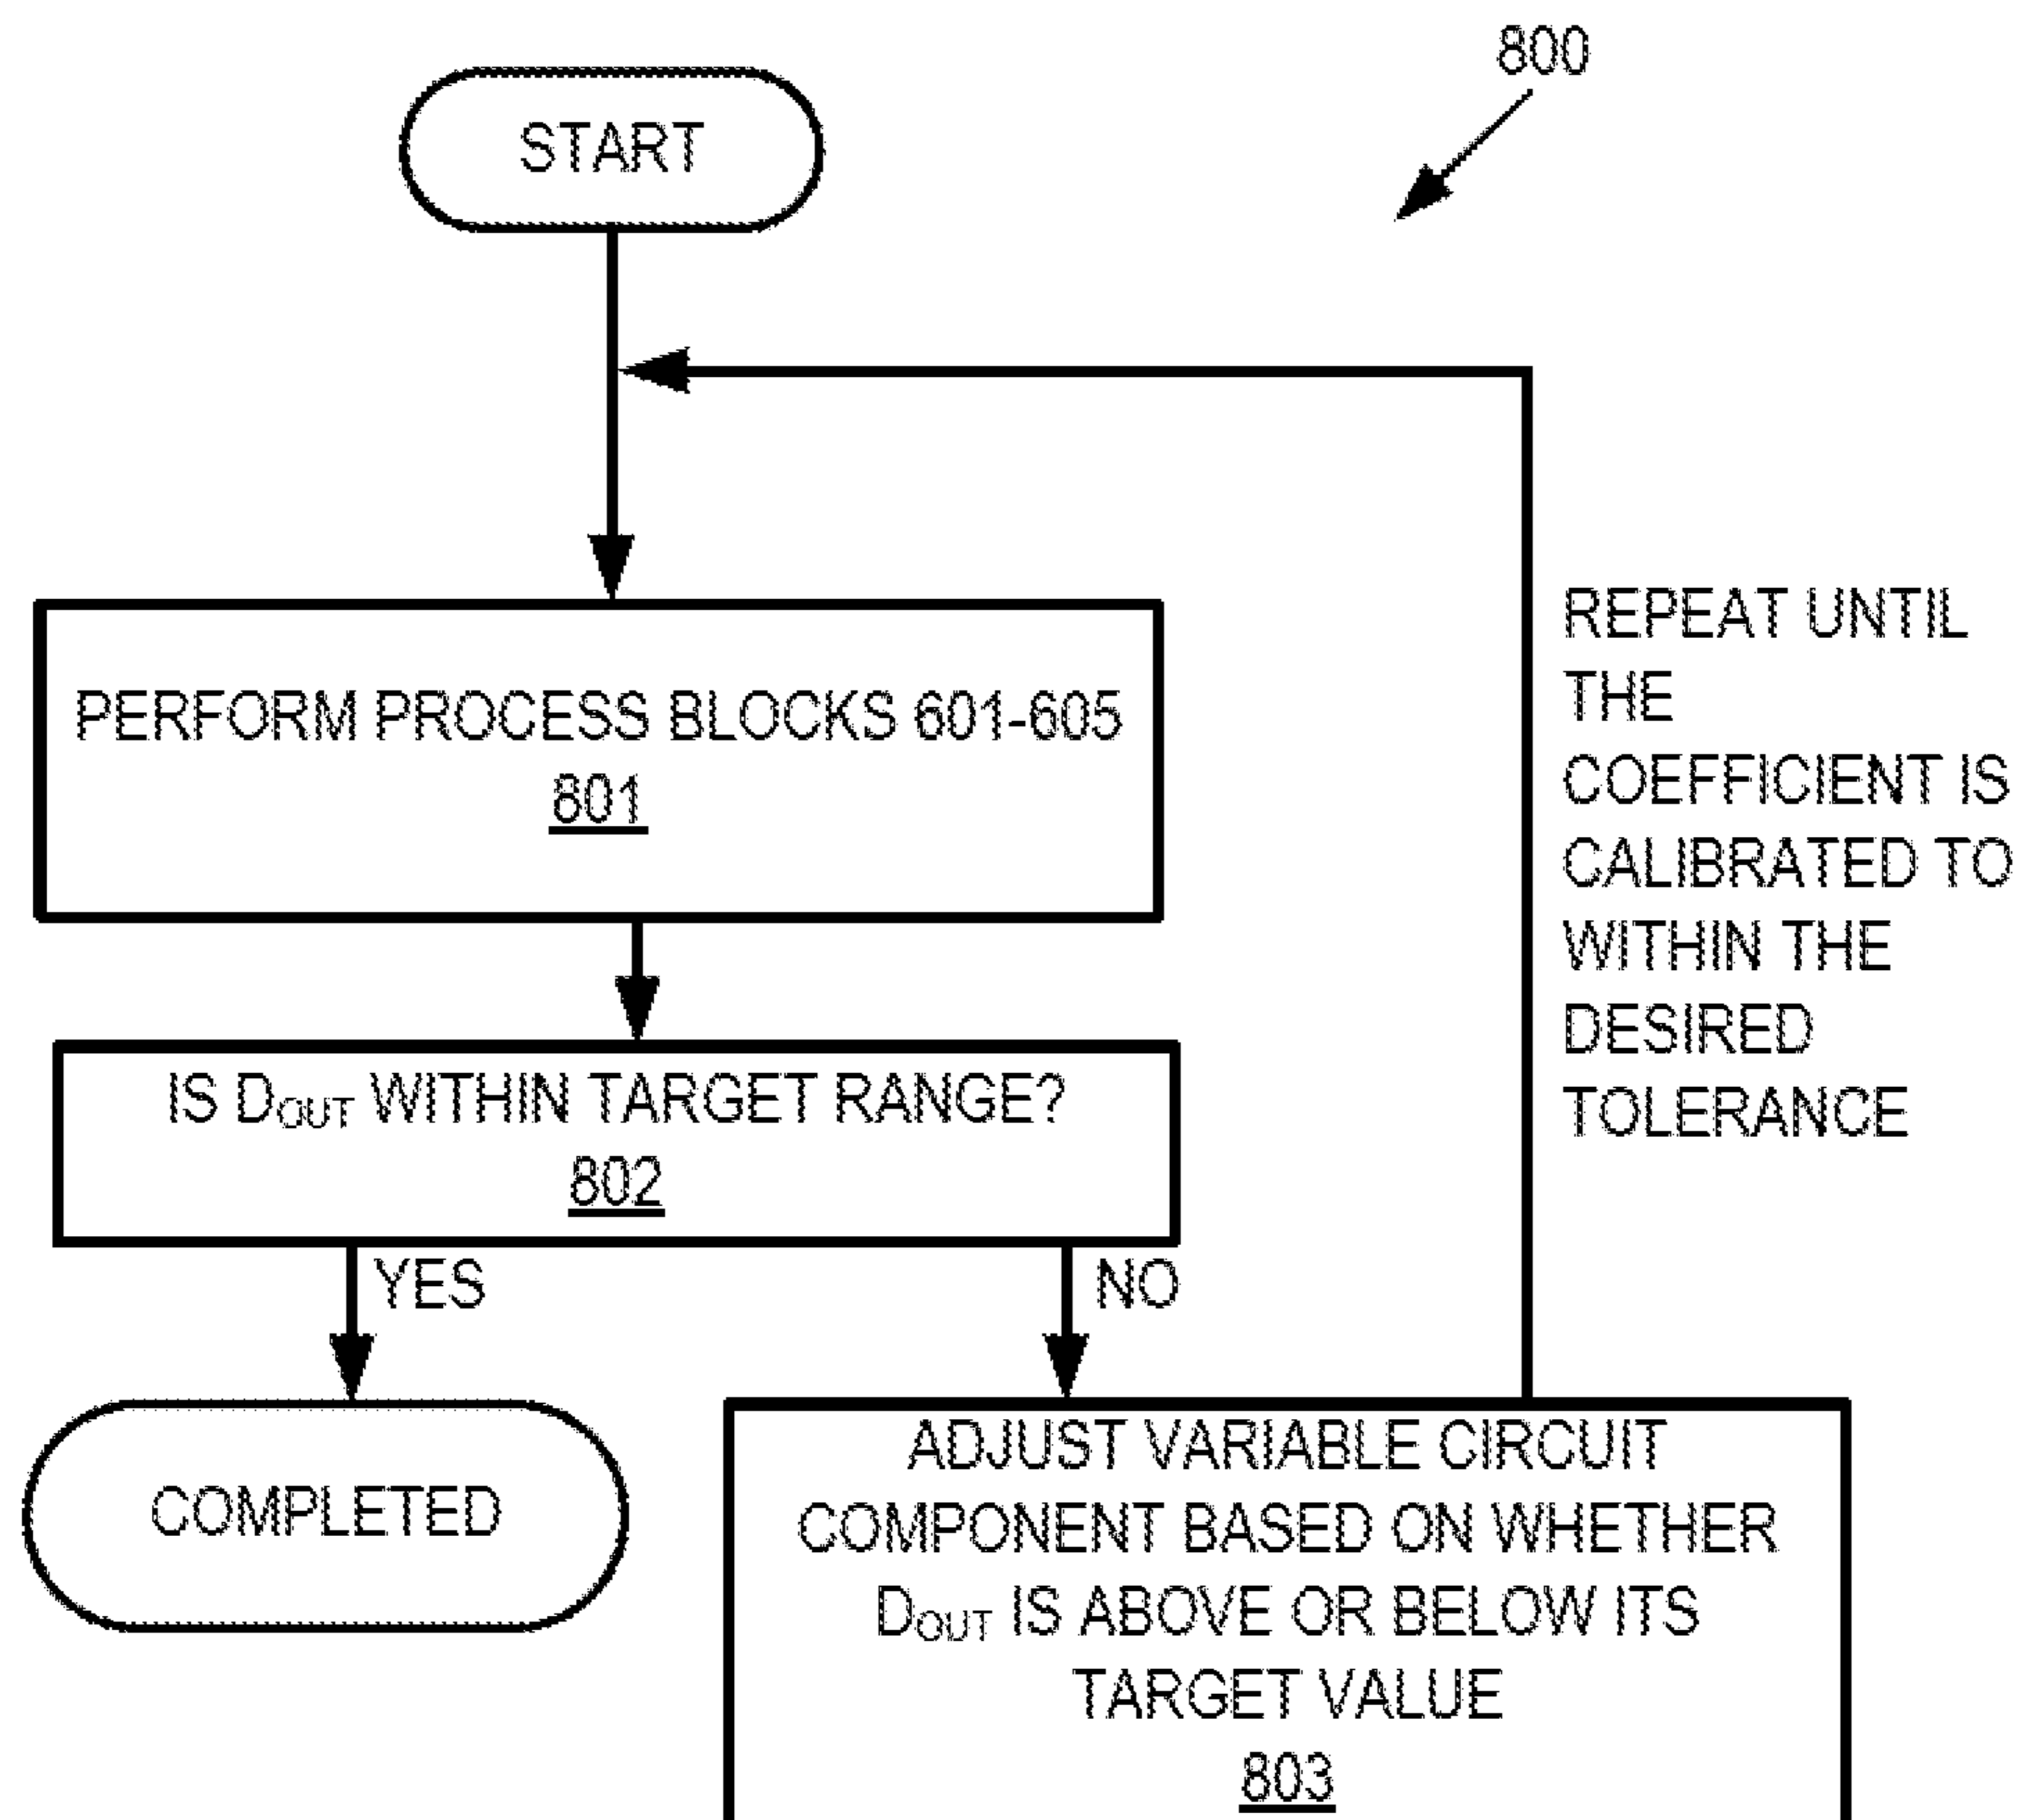 800
START
PERFORM PROCESS BLOCKS 601-605
801
REPEAT UNTIL
THE
COEFFICIENT IS
CALIBRATED TO
WITHIN THE
DESIRED
TOLERANCE
IS DOUT WITHIN TARGET RANGE?
802
YES
NO
COMPLETED
ADJUST VARIABLE CIRCUIT
COMPONENT BASED ON WHETHER
DOUT IS ABOVE OR BELOW ITS
TARGET VALUE
803